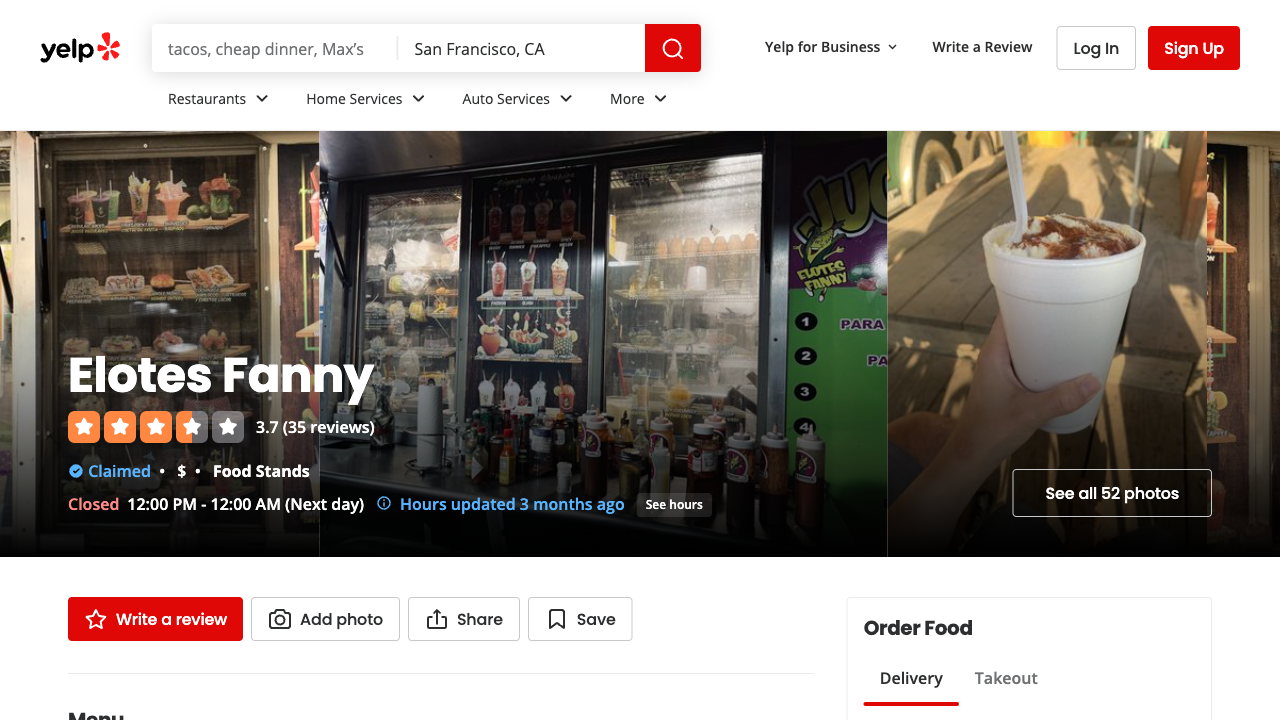 yelp
tacos, cheap dinner, Max's
San Francisco, CA
Yelp for Business
Write a Review
Log In
Sign Up
Restaurants
Home Services
Auto Services
More
JUG
ELOTES
FANNY
1
PARA
2
3
4
Elotes Fanny
3.7 (35 reviews)
Claimed • $ • Food Stands
Closed 12:00 PM - 12:00 AM (Next day) Hours updated 3 months ago See hours
See all 52 photos
Write a review
Add photo
Share
Save
Order Food
Delivery
Takeout
Menu